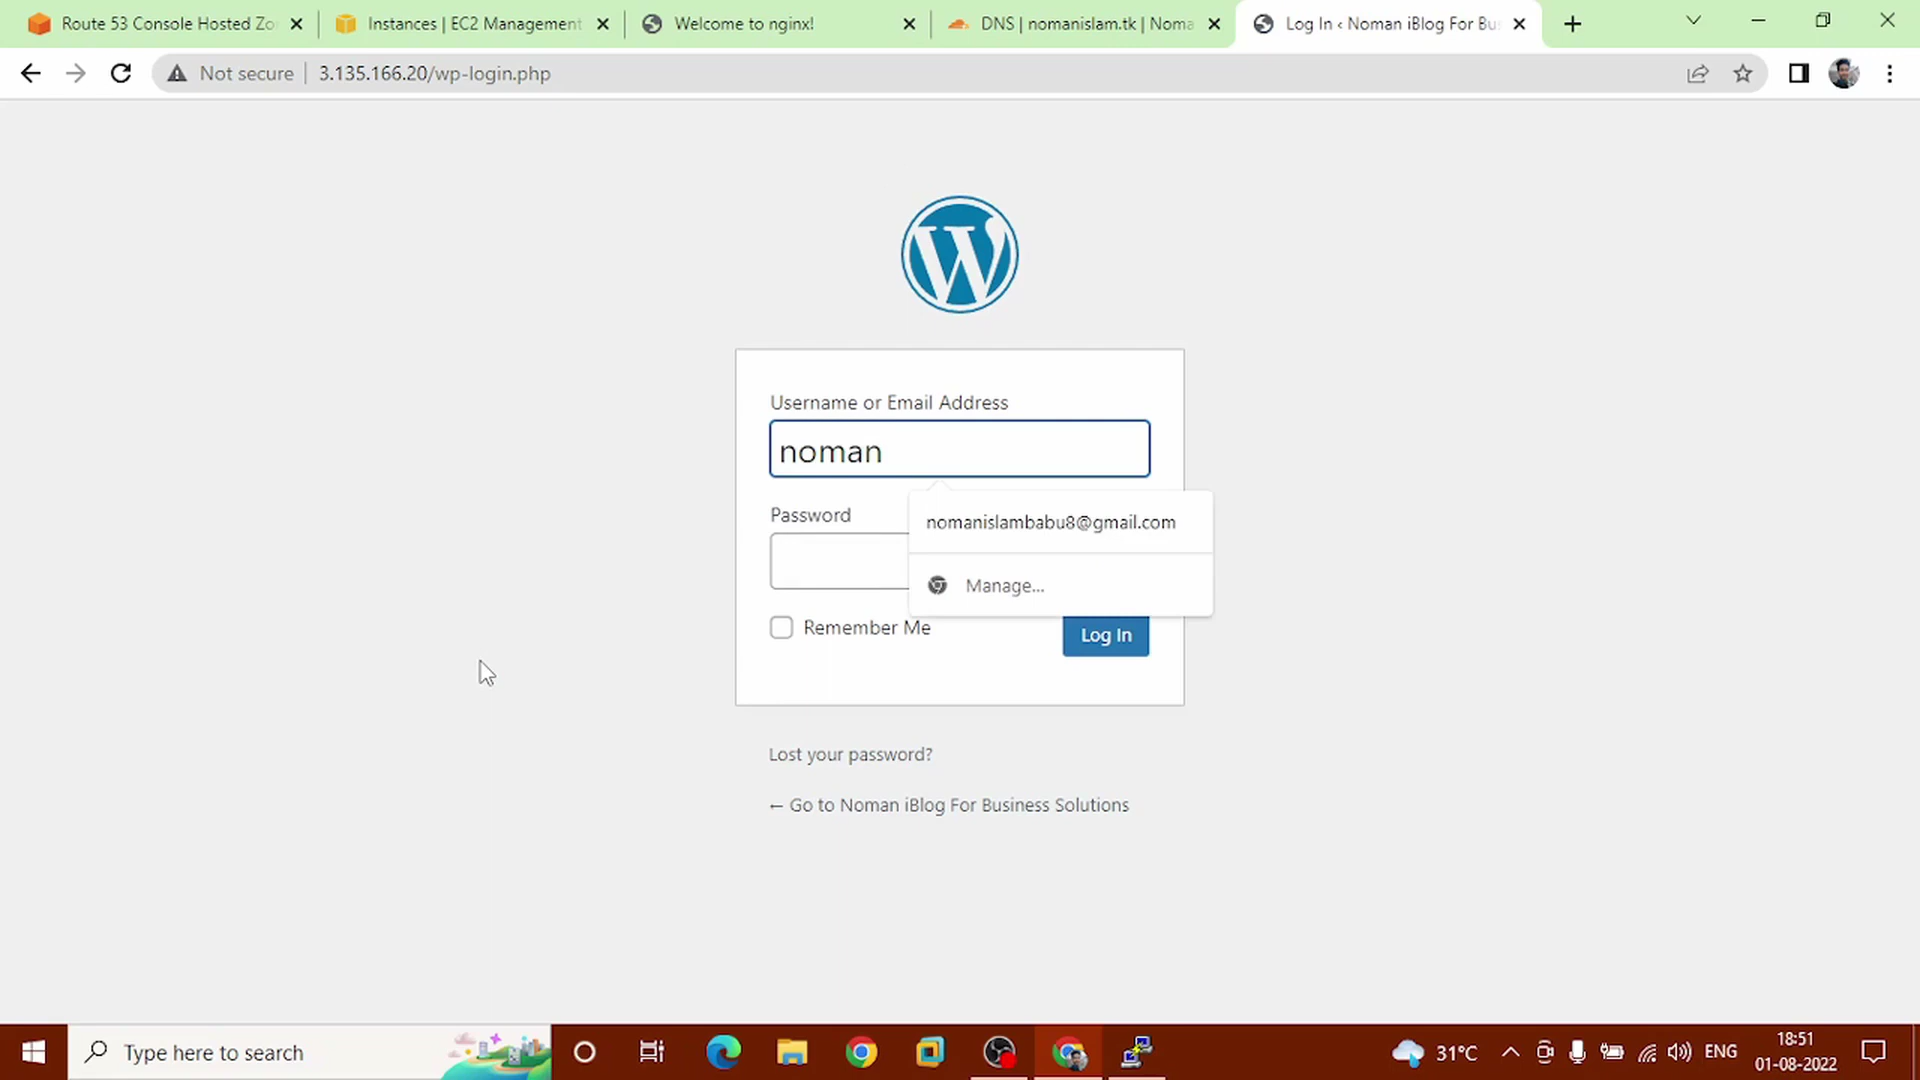 Route 53 Console Hosted Zo
Instances | EC2 Management
Welcome to nginx!
DNS | nomanislam.tk | Noma
Log In ‹ Noman iBlog For Bus
Not secure
3.135.166.20/wp-login.php
Username or Email Address
noman
Password
nomanislambabu8@gmail.com
Manage...
Remember Me
Log In
Lost your password?
← Go to Noman iBlog For Business Solutions
Type here to search
31°C
ENG
18:51
01-08-2022